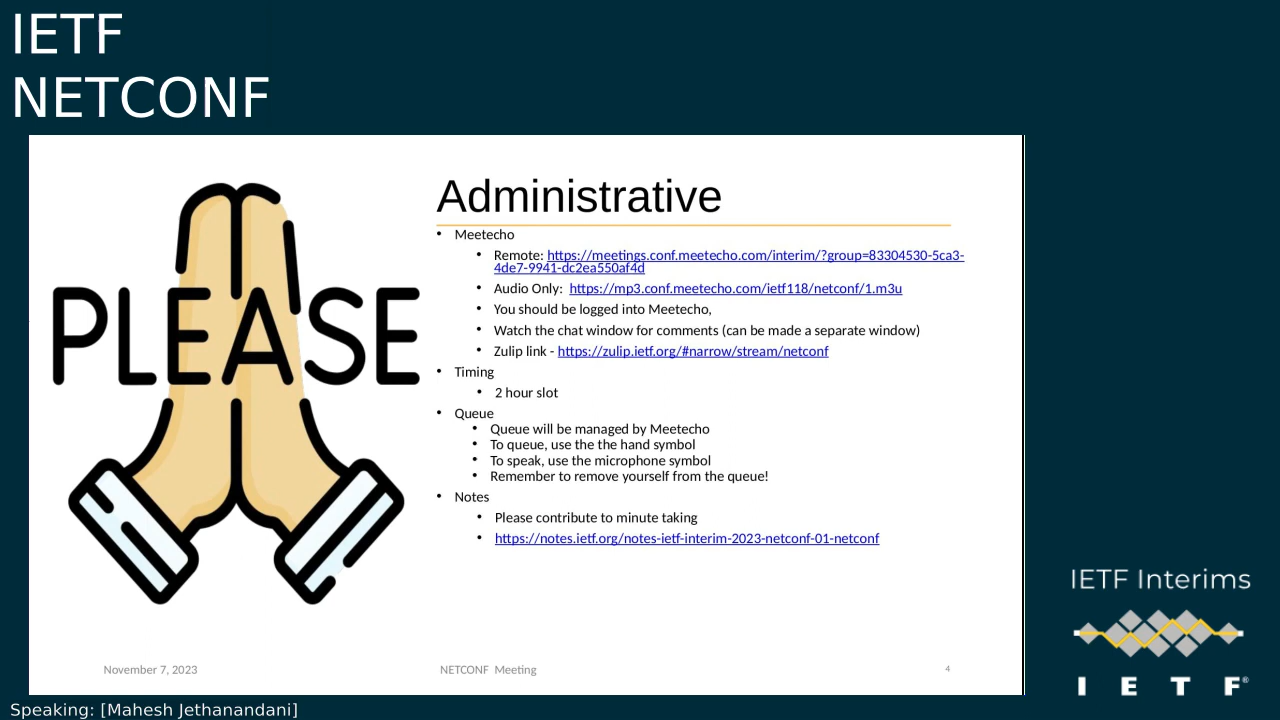 IETF
NETCONF
PLEASE
Administrative
• Meetecho
• Remote: https://meetings.conf.meetecho.com/interim/?group=83304530-5ca3-
4de7-9941-dc2ea550af4d
• Audio Only: https://mp3.conf.meetecho.com/ietf118/netconf/1.m3u
• You should be logged into Meetecho,
• Watch the chat window for comments (can be made a separate window)
• Zulip link - https://zulip.ietf.org/#narrow/stream/netconf
• Timing
• 2 hour slot
• Queue
• Queue will be managed by Meetecho
• To queue, use the the hand symbol
• To speak, use the microphone symbol
• Remember to remove yourself from the queue!
• Notes
• Please contribute to minute taking
• https://notes.ietf.org/notes-ietf-interim-2023-netconf-01-netconf
November 7, 2023
NETCONF Meeting
4
IETF Interims
I E T F®
Speaking: [Mahesh Jethanandani]